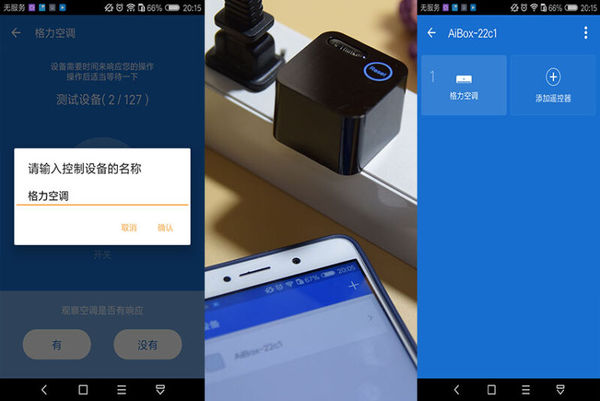 无服务
66%
20:15
格力空调
设备需要时间来响应您的操作
操作后适当等待一下
测试设备( 2 / 127 )
请输入控制设备的名称
格力空调
取消 确认
开关
观察空调是否有响应
有 没有
Reset
67% 20:05
设备
AiBox-22c1
无服务
66%
20:15
AiBox-22c1
1
格力空调
添加遥控器